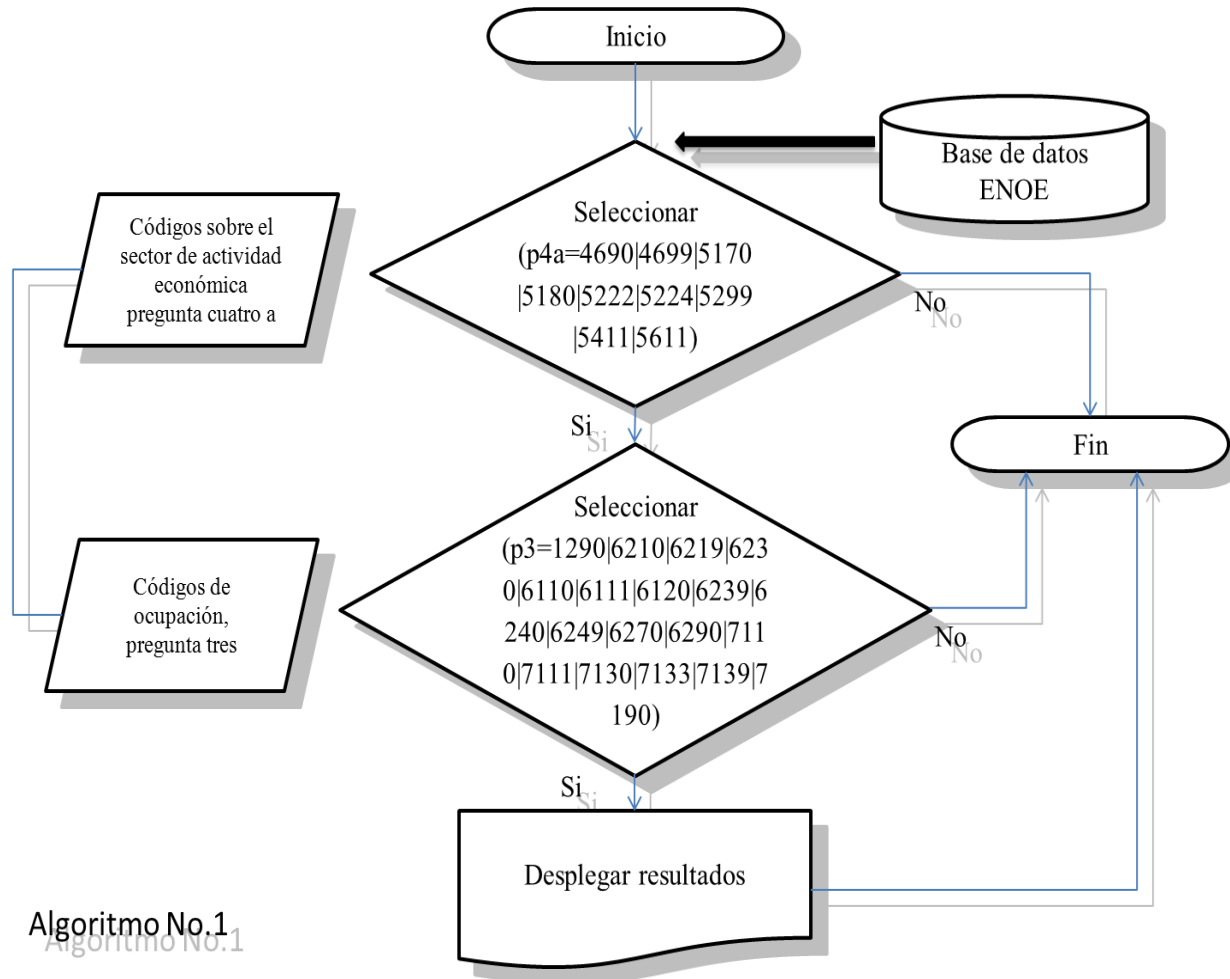 Inicio
Base de datos
ENOE
Códigos sobre el
sector de actividad
económica
pregunta cuatro a
Seleccionar
(p4a=4690|4699|5170
|5180|5222|5224|5299
|5411|5611)
No
Si
Fin
Códigos de
ocupación,
pregunta tres
Seleccionar
(p3=1290|6210|6219|623
0|6110|6111|6120|6239|6
240|6249|6270|6290|711
0|7111|7130|7133|7139|7
190)
No
Si
Desplegar resultados
Algoritmo No.1